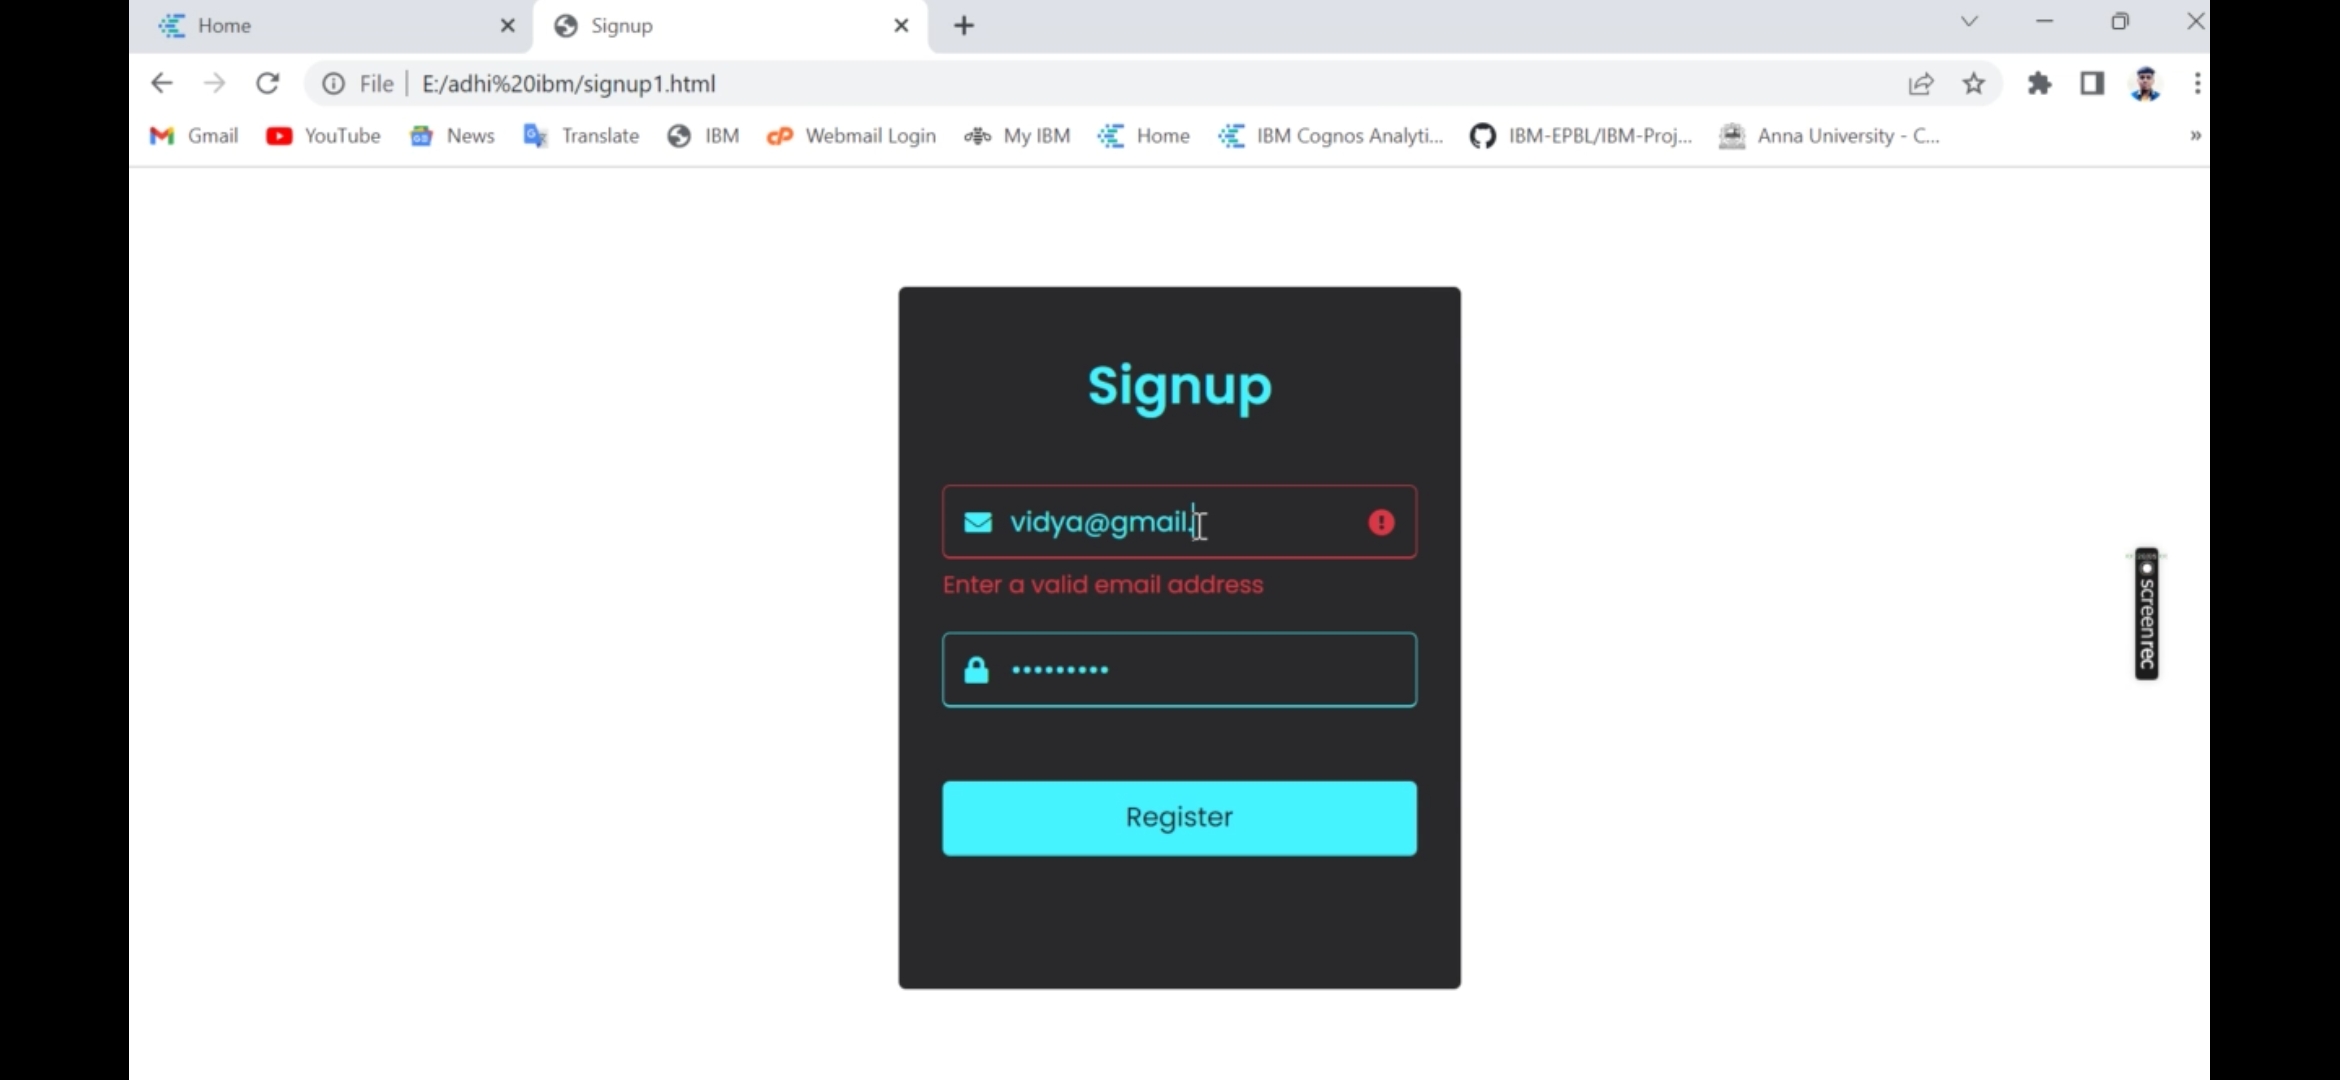 Home
Signup
File
E:/adhi%20ibm/signup1.html
Gmail
YouTube
News
Translate
IBM
Webmail Login
My IBM
Home
IBM Cognos Analyti...
IBM-EPBL/IBM-Proj...
Anna University - C...
Signup
vidya@gmail.
Enter a valid email address
•••••••••
Register
screenrec